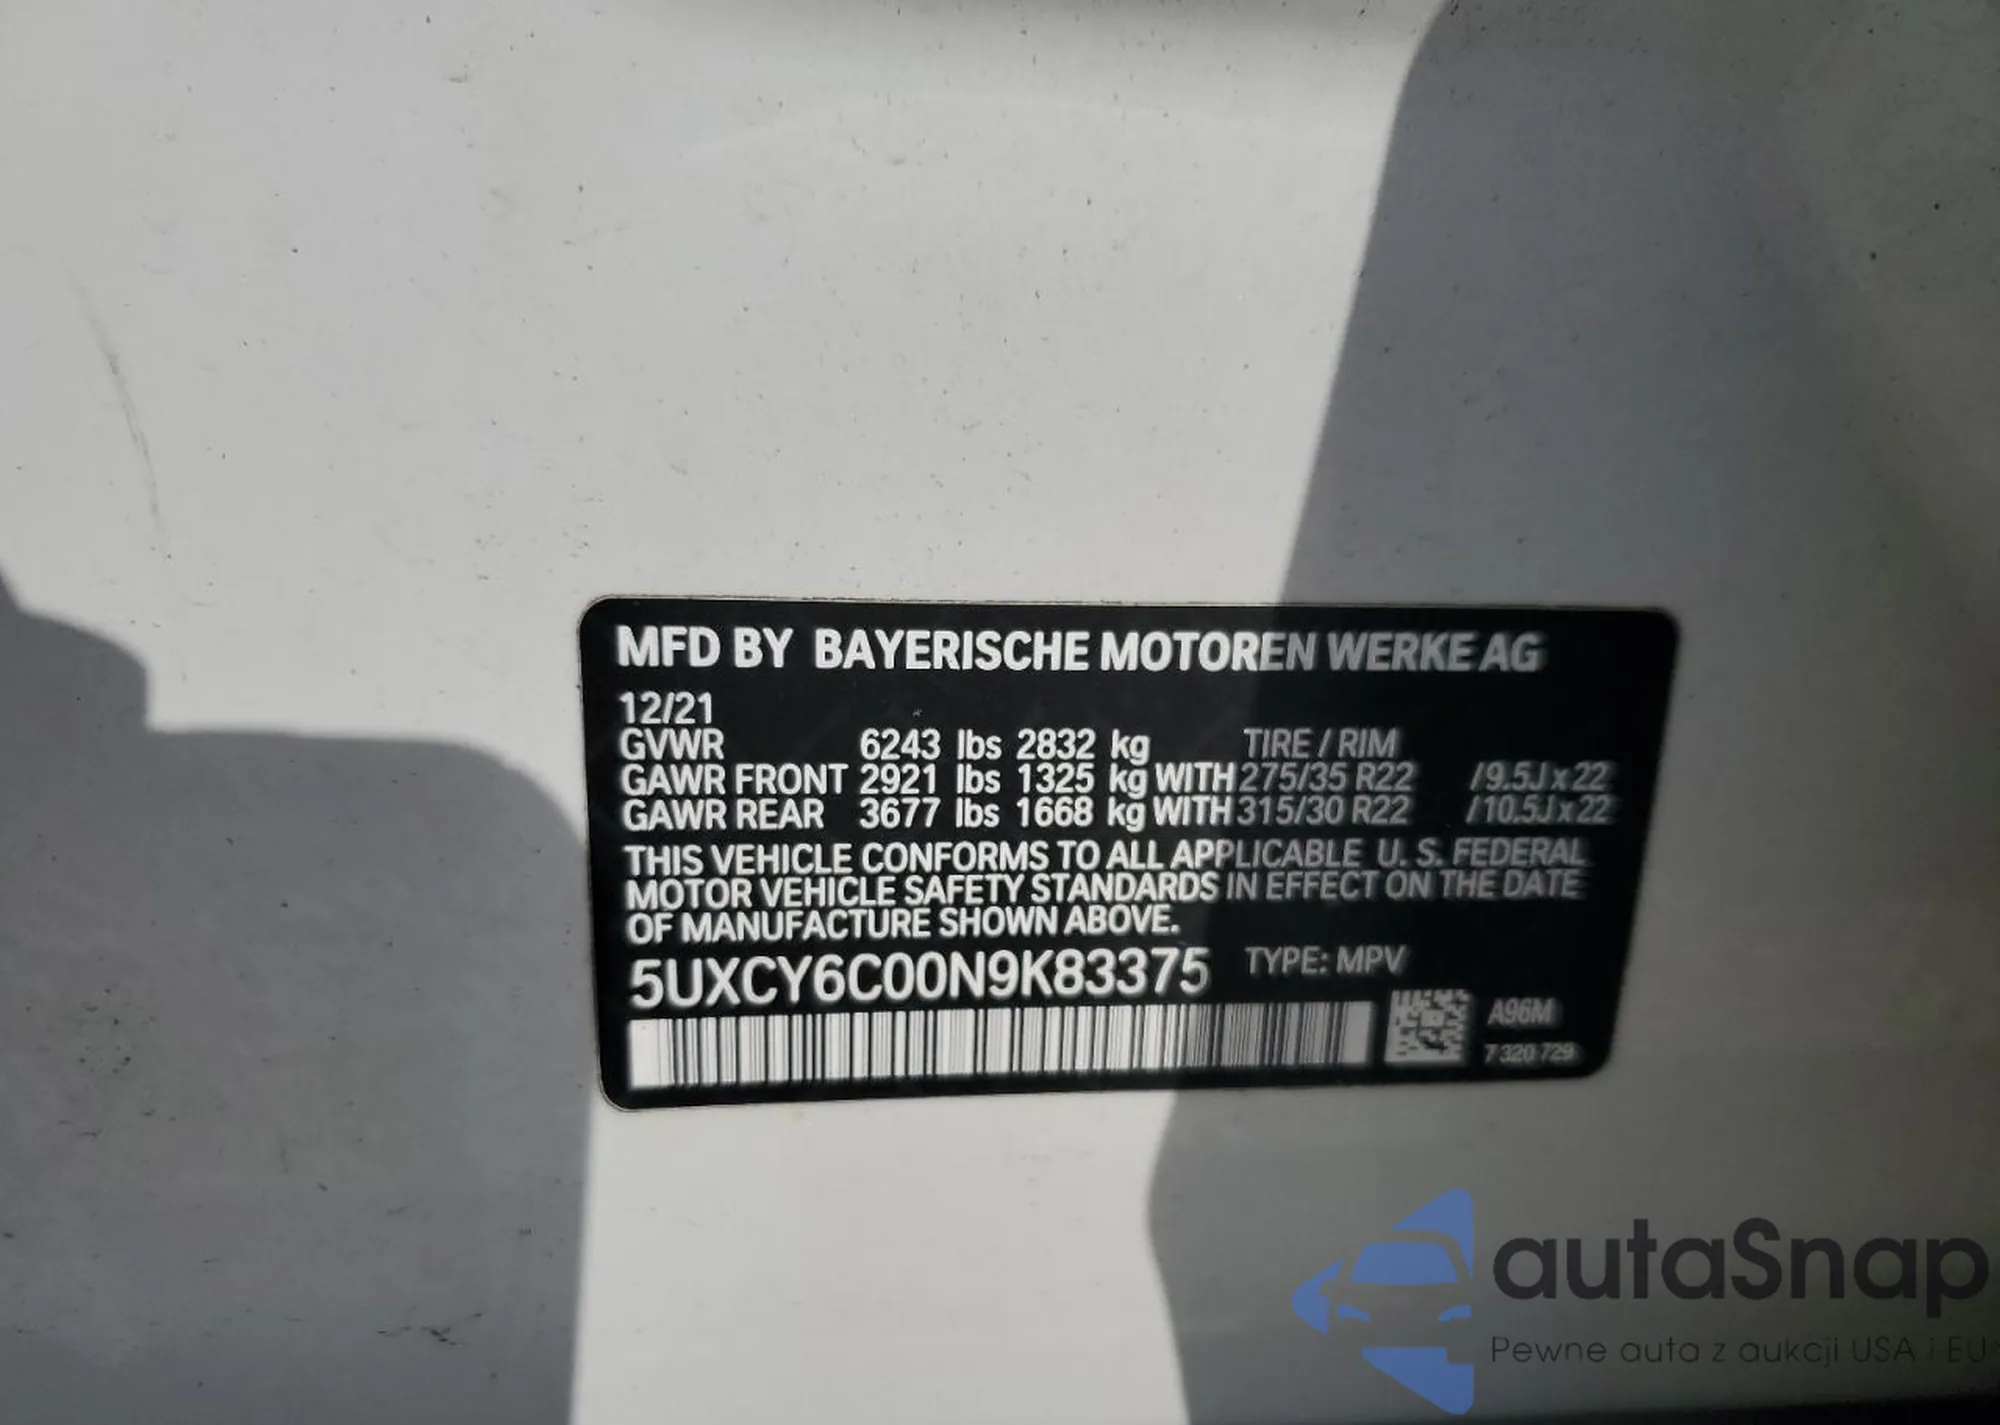 MFD BY BAYERISCHE MOTOREN WERKE AG
12/21
GVWR 6243 lbs 2832 kg TIRE / RIM
GAWR FRONT 2921 lbs 1325 kg WITH 275/35 R22 /9.5J x 22
GAWR REAR 3677 lbs 1668 kg WITH 315/30 R22 /10.5J x 22
THIS VEHICLE CONFORMS TO ALL APPLICABLE U. S. FEDERAL
MOTOR VEHICLE SAFETY STANDARDS IN EFFECT ON THE DATE
OF MANUFACTURE SHOWN ABOVE.
5UXCY6C00N9K83375 TYPE: MPV
A96M
7 320 729
autaSnap
Pewne auta z aukcji USA i EU